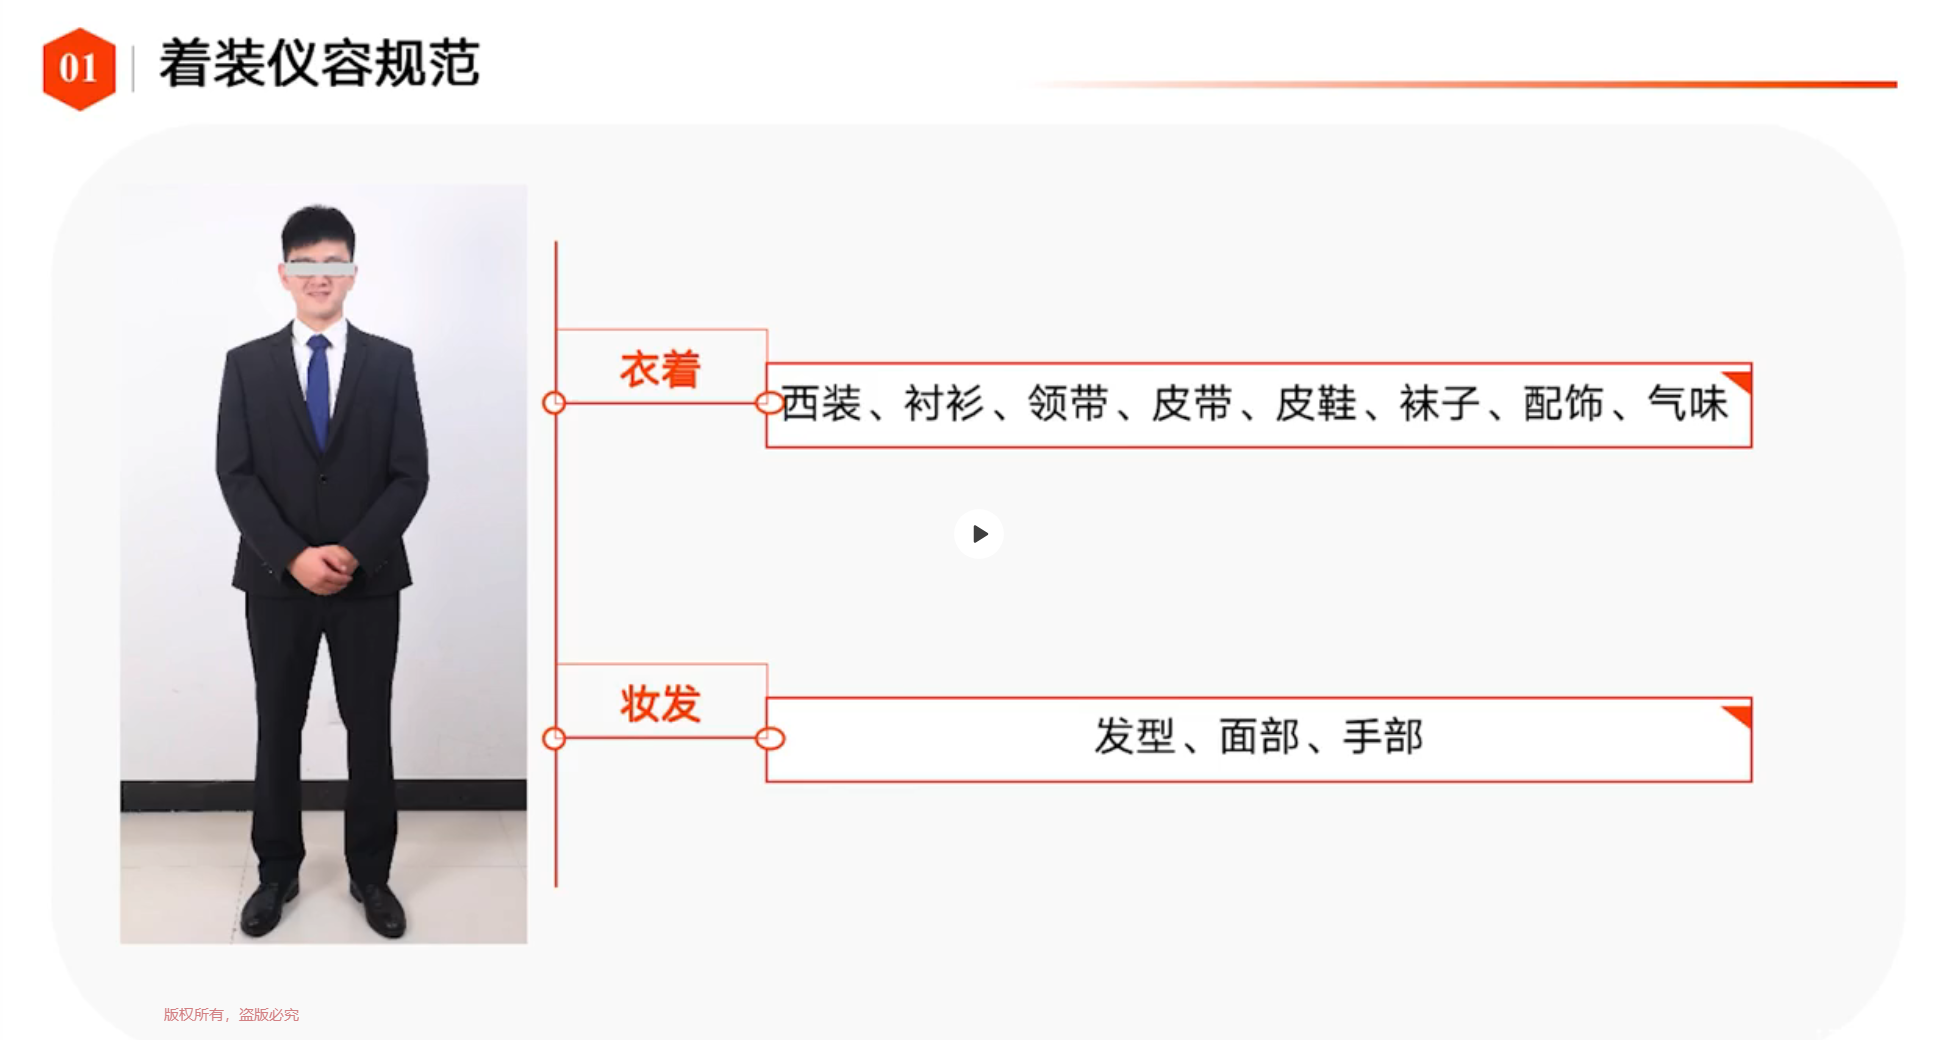 01
着装仪容规范
衣着
西装、衬衫、领带、皮带、皮鞋、袜子、配饰、气味
妆发
发型、面部、手部
版权所有，盗版必究